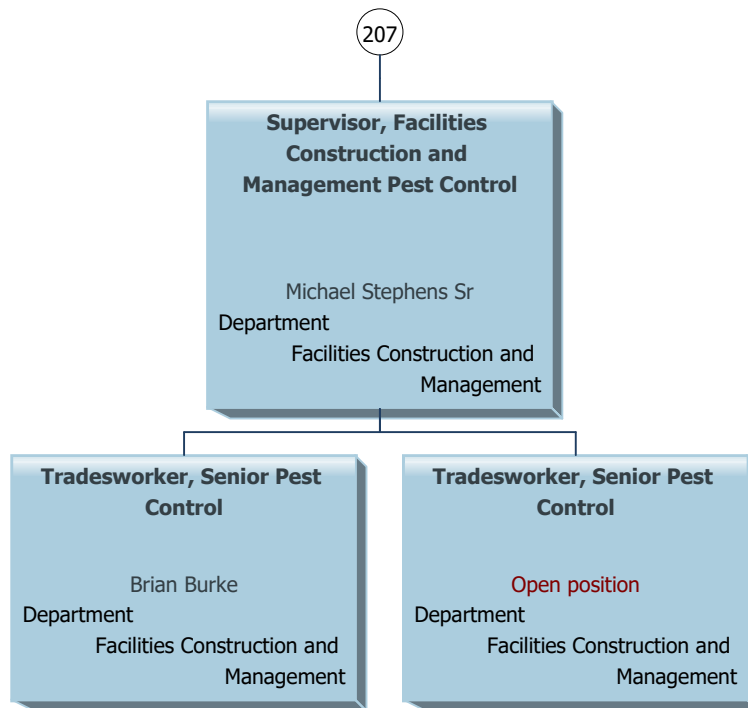 207
Supervisor, Facilities
Construction and
Management Pest Control
Michael Stephens Sr
Department
Facilities Construction and
Management
Tradesworker, Senior Pest
Control
Brian Burke
Department
Facilities Construction and
Management
Tradesworker, Senior Pest
Control
Open position
Department
Facilities Construction and
Management